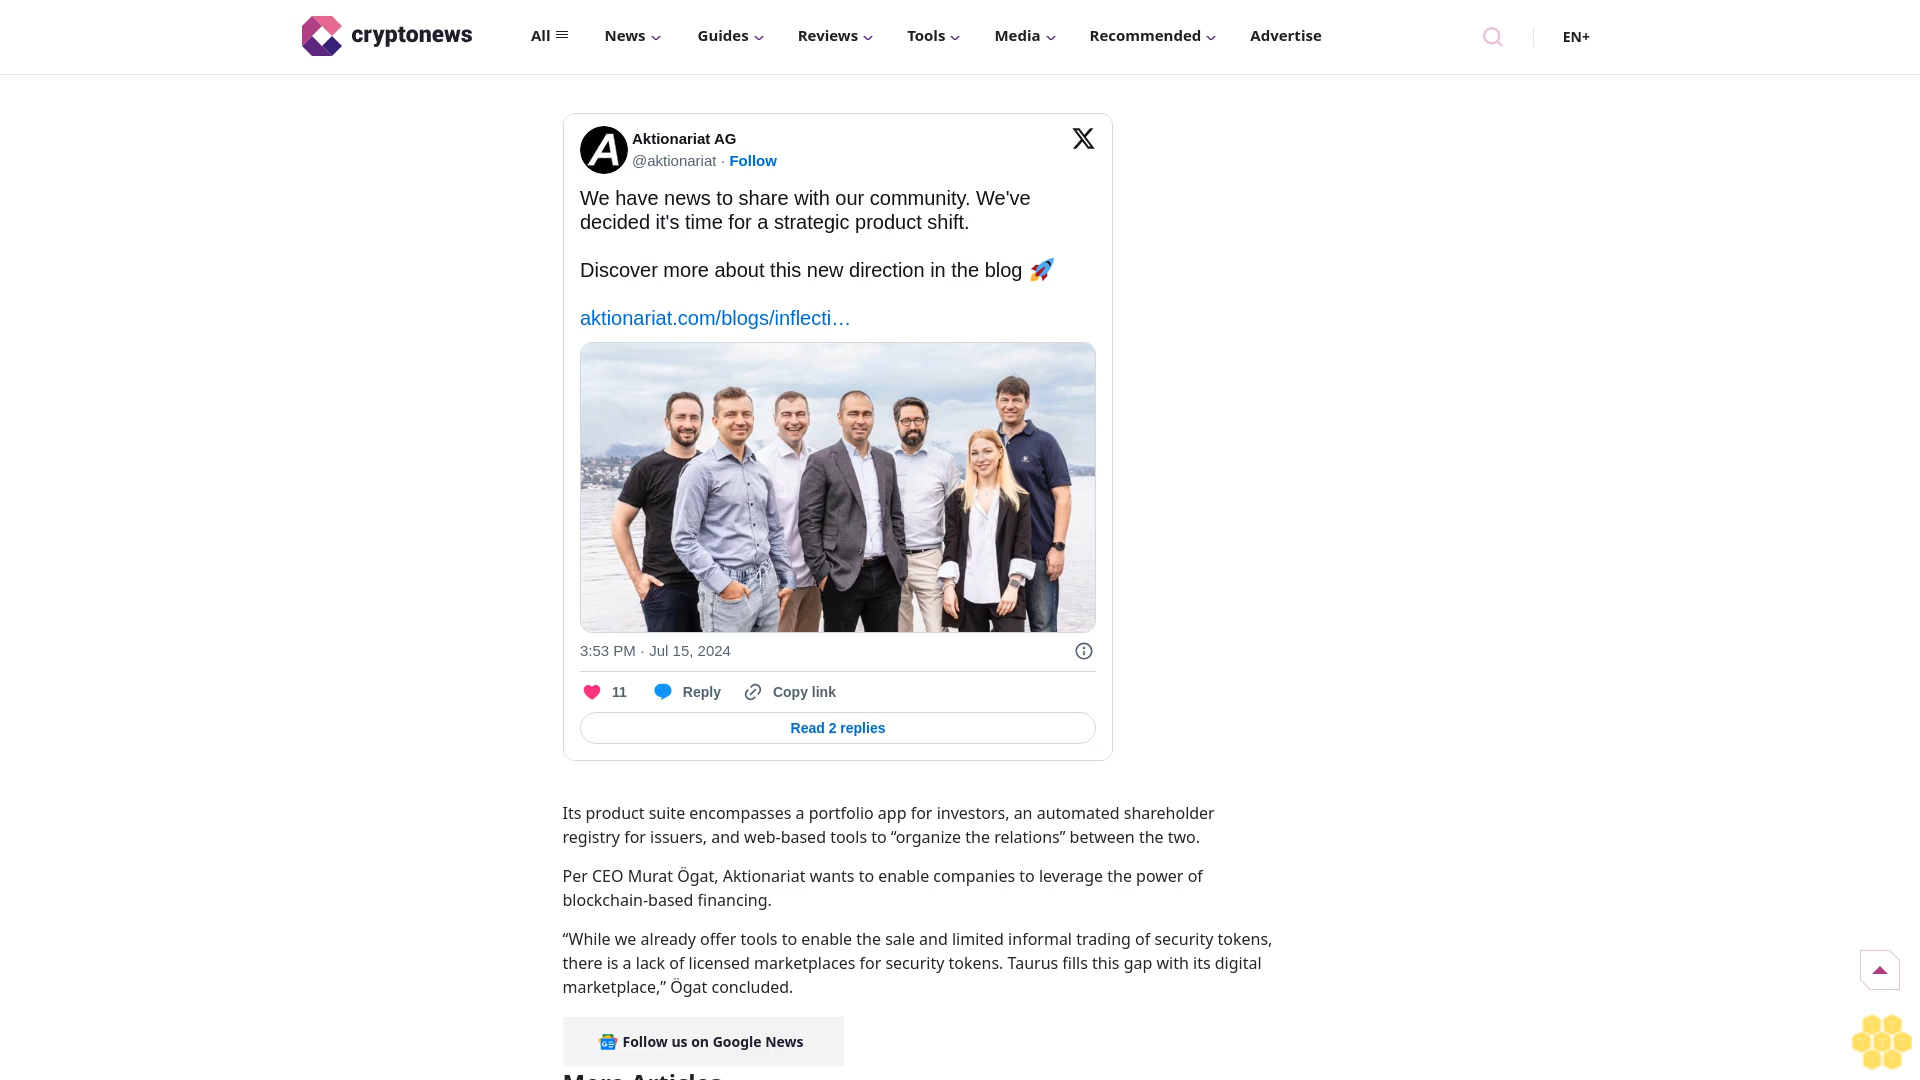 cryptonews
All
News
Guides
Reviews
Tools
Media
Recommended
Advertise
EN+
Aktionariat AG
@aktionariat · Follow
We have news to share with our community. We've
decided it's time for a strategic product shift.
Discover more about this new direction in the blog 🚀
aktionariat.com/blogs/inflecti…
3:53 PM · Jul 15, 2024
11
Reply
Copy link
Read 2 replies
Its product suite encompasses a portfolio app for investors, an automated shareholder
registry for issuers, and web-based tools to “organize the relations” between the two.
Per CEO Murat Ögat, Aktionariat wants to enable companies to leverage the power of
blockchain-based financing.
“While we already offer tools to enable the sale and limited informal trading of security tokens,
there is a lack of licensed marketplaces for security tokens. Taurus fills this gap with its digital
marketplace,” Ögat concluded.
Follow us on Google News
More Articles